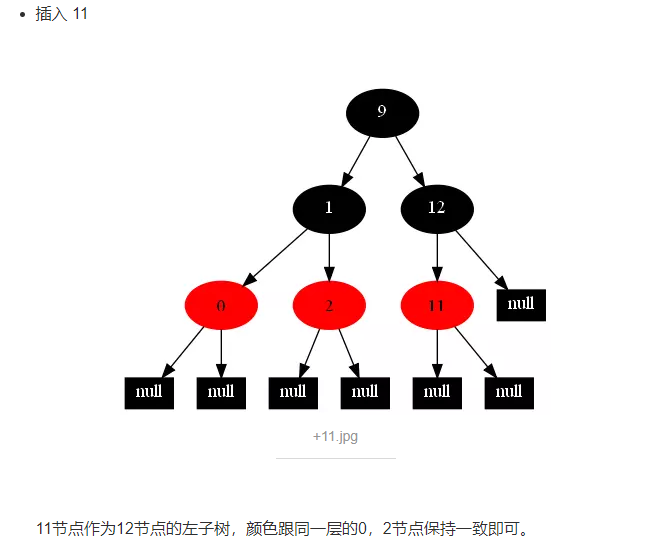 插入 11
9
1
12
0
2
11
null
null
null
null
null
null
null
+11.jpg
11节点作为12节点的左子树，颜色跟同一层的0，2节点保持一致即可。